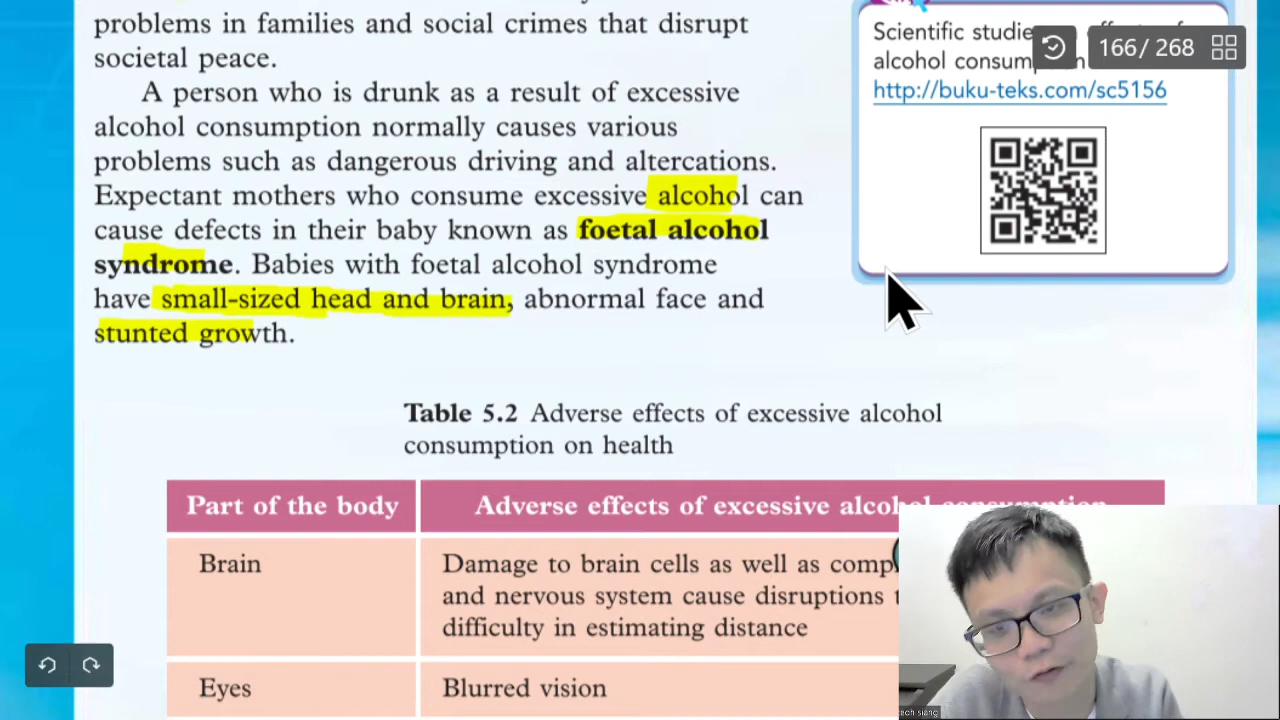 problems in families and social crimes that disrupt
societal peace.
A person who is drunk as a result of excessive
alcohol consumption normally causes various
problems such as dangerous driving and altercations.
Expectant mothers who consume excessive alcohol can
cause defects in their baby known as foetal alcohol
syndrome. Babies with foetal alcohol syndrome
have small-sized head and brain, abnormal face and
stunted growth.
Scientific studie
alcohol consum
http://buku-teks.com/sc5156
166/ 268
Table 5.2 Adverse effects of excessive alcohol
consumption on health
Part of the body
Adverse effects of excessive alcohol consumption
Brain
Damage to brain cells as well as comp
and nervous system cause disruptions
difficulty in estimating distance
Eyes
Blurred vision
tech siang